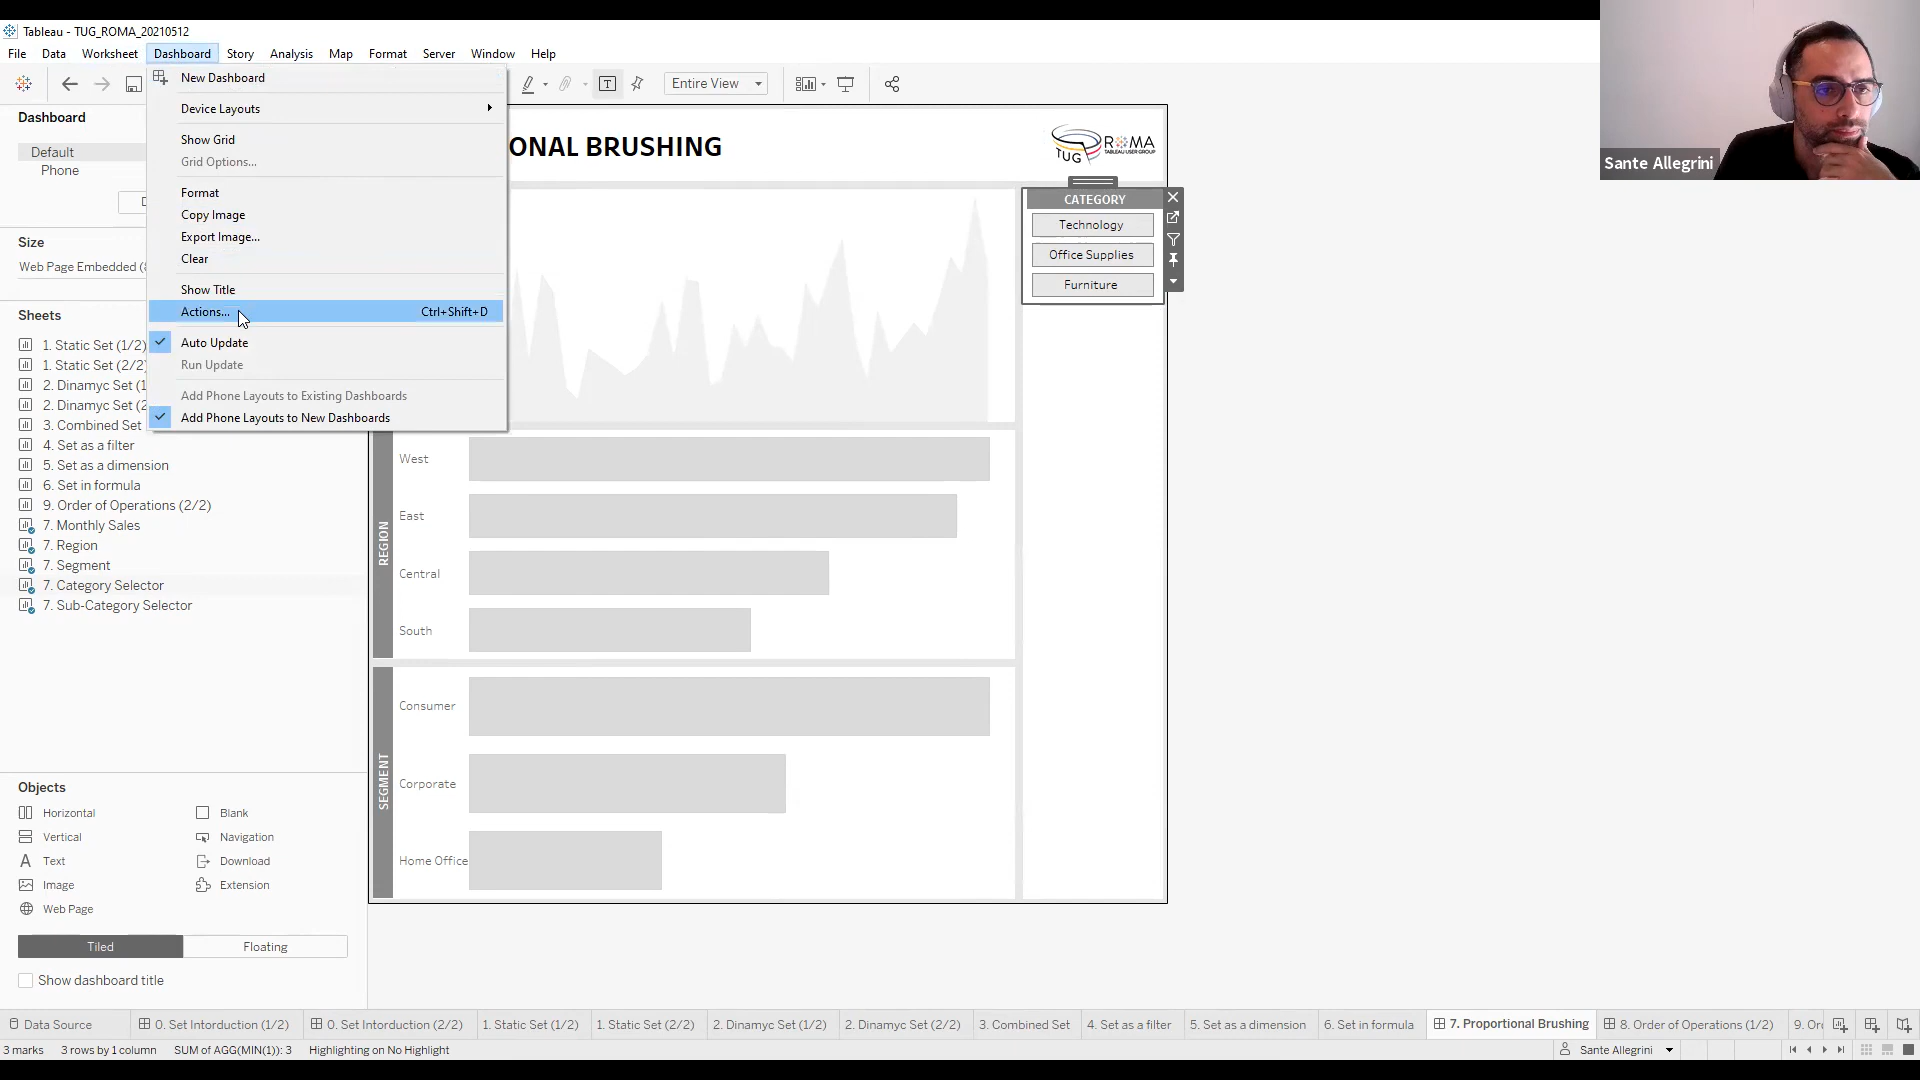 Tableau - TUG_ROMA_20210512
File Data Worksheet Dashboard Story Analysis Map Format Server Window Help
Entire View
Dashboard
Default
Phone
Size
Web Page Embedded (
Sheets
1. Static Set (1/2)
1. Static Set (2/2)
2. Dinamyc Set (
2. Dinamyc Set (2
3. Combined Set
4. Set as a filter
5. Set as a dimension
6. Set in formula
9. Order of Operations (2/2)
7. Monthly Sales
7. Region
7. Segment
7. Category Selector
7. Sub-Category Selector
New Dashboard
Device Layouts
Show Grid
Grid Options...
Format
Copy Image
Export Image...
Clear
Show Title
Actions... Ctrl+Shift+D
Auto Update
Run Update
Add Phone Layouts to Existing Dashboards
Add Phone Layouts to New Dashboards
ONAL BRUSHING
TUG ROMA
TABLEAU USER GROUP
CATEGORY
Technology
Office Supplies
Furniture
REGION
West
East
Central
South
SEGMENT
Consumer
Corporate
Home Office
Objects
Horizontal Blank
Vertical Navigation
Text Download
Image Extension
Web Page
Tiled Floating
Show dashboard title
Data Source 0. Set Intorduction (1/2) 0. Set Intorduction (2/2) 1. Static Set (1/2) 1. Static Set (2/2) 2. Dinamyc Set (1/2) 2. Dinamyc Set (2/2) 3. Combined Set 4. Set as a filter 5. Set as a dimension 6. Set in formula 7. Proportional Brushing 8. Order of Operations (1/2) 9. Or
3 marks 3 rows by 1 column SUM of AGG(MIN(1)): 3 Highlighting on No Highlight Sante Allegrini
Sante Allegrini